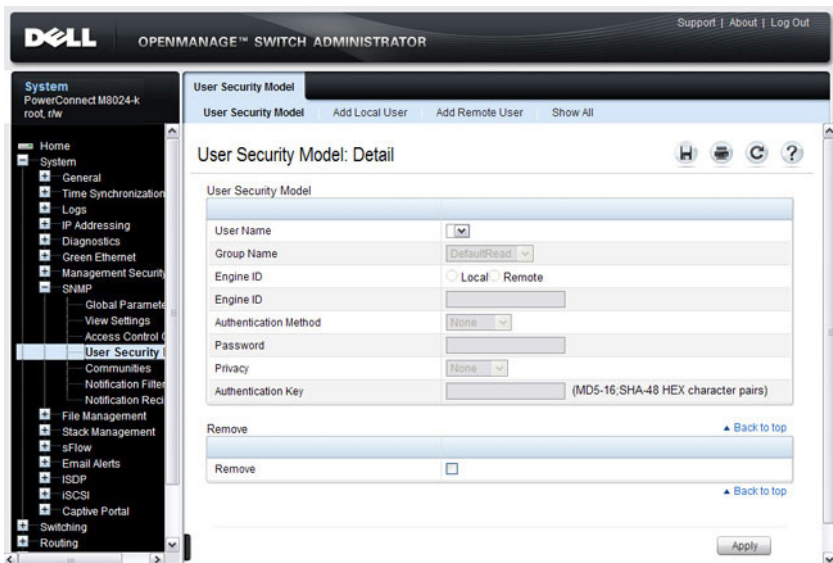 DELL
OPENMANAGE™ SWITCH ADMINISTRATOR
Support | About | Log Out
System
PowerConnect M8024-k
root, r/w
Home
System
General
Time Synchronization
Logs
IP Addressing
Diagnostics
Green Ethernet
Management Security
SNMP
Global Paramete
View Settings
Access Control
User Security
Communities
Notification Filter
Notification Reci
File Management
Stack Management
sFlow
Email Alerts
ISDP
iSCSI
Captive Portal
Switching
Routing
User Security Model
User Security Model Add Local User Add Remote User Show All
User Security Model: Detail
User Security Model
User Name
Group Name DefaultRead
Engine ID Local Remote
Engine ID
Authentication Method None
Password
Privacy None
Authentication Key (MD5-16;SHA-48 HEX character pairs)
Remove Back to top
Remove
Back to top
Apply